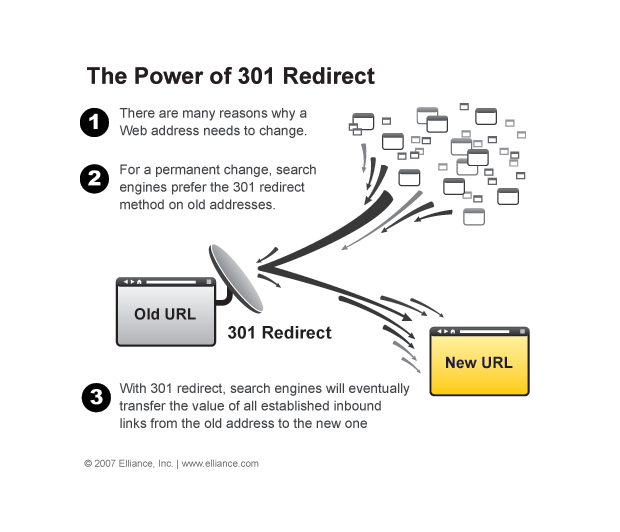 The Power of 301 Redirect
1
There are many reasons why a
Web address needs to change.
2
For a permanent change, search
engines prefer the 301 redirect
method on old addresses.
Old URL
301 Redirect
New URL
3
With 301 redirect, search engines will eventually
transfer the value of all established inbound
links from the old address to the new one
© 2007 Elliance, Inc. | www.elliance.com